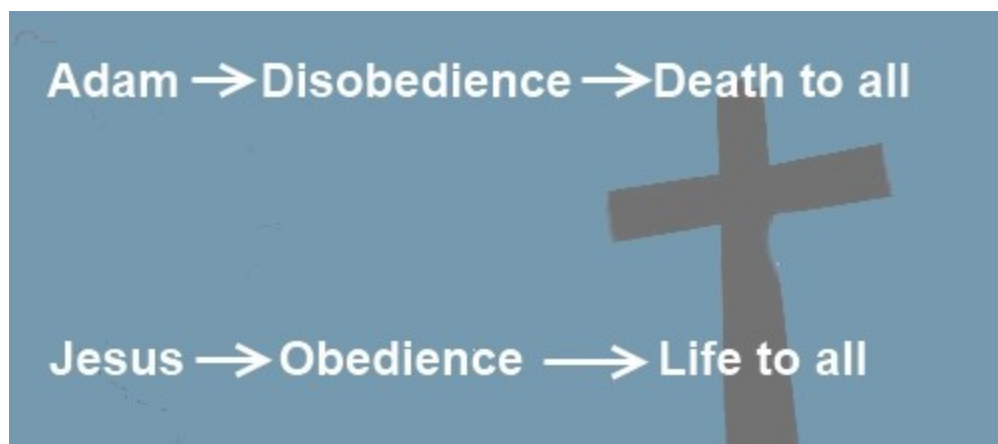 Adam → Disobedience → Death to all
Jesus → Obedience → Life to all